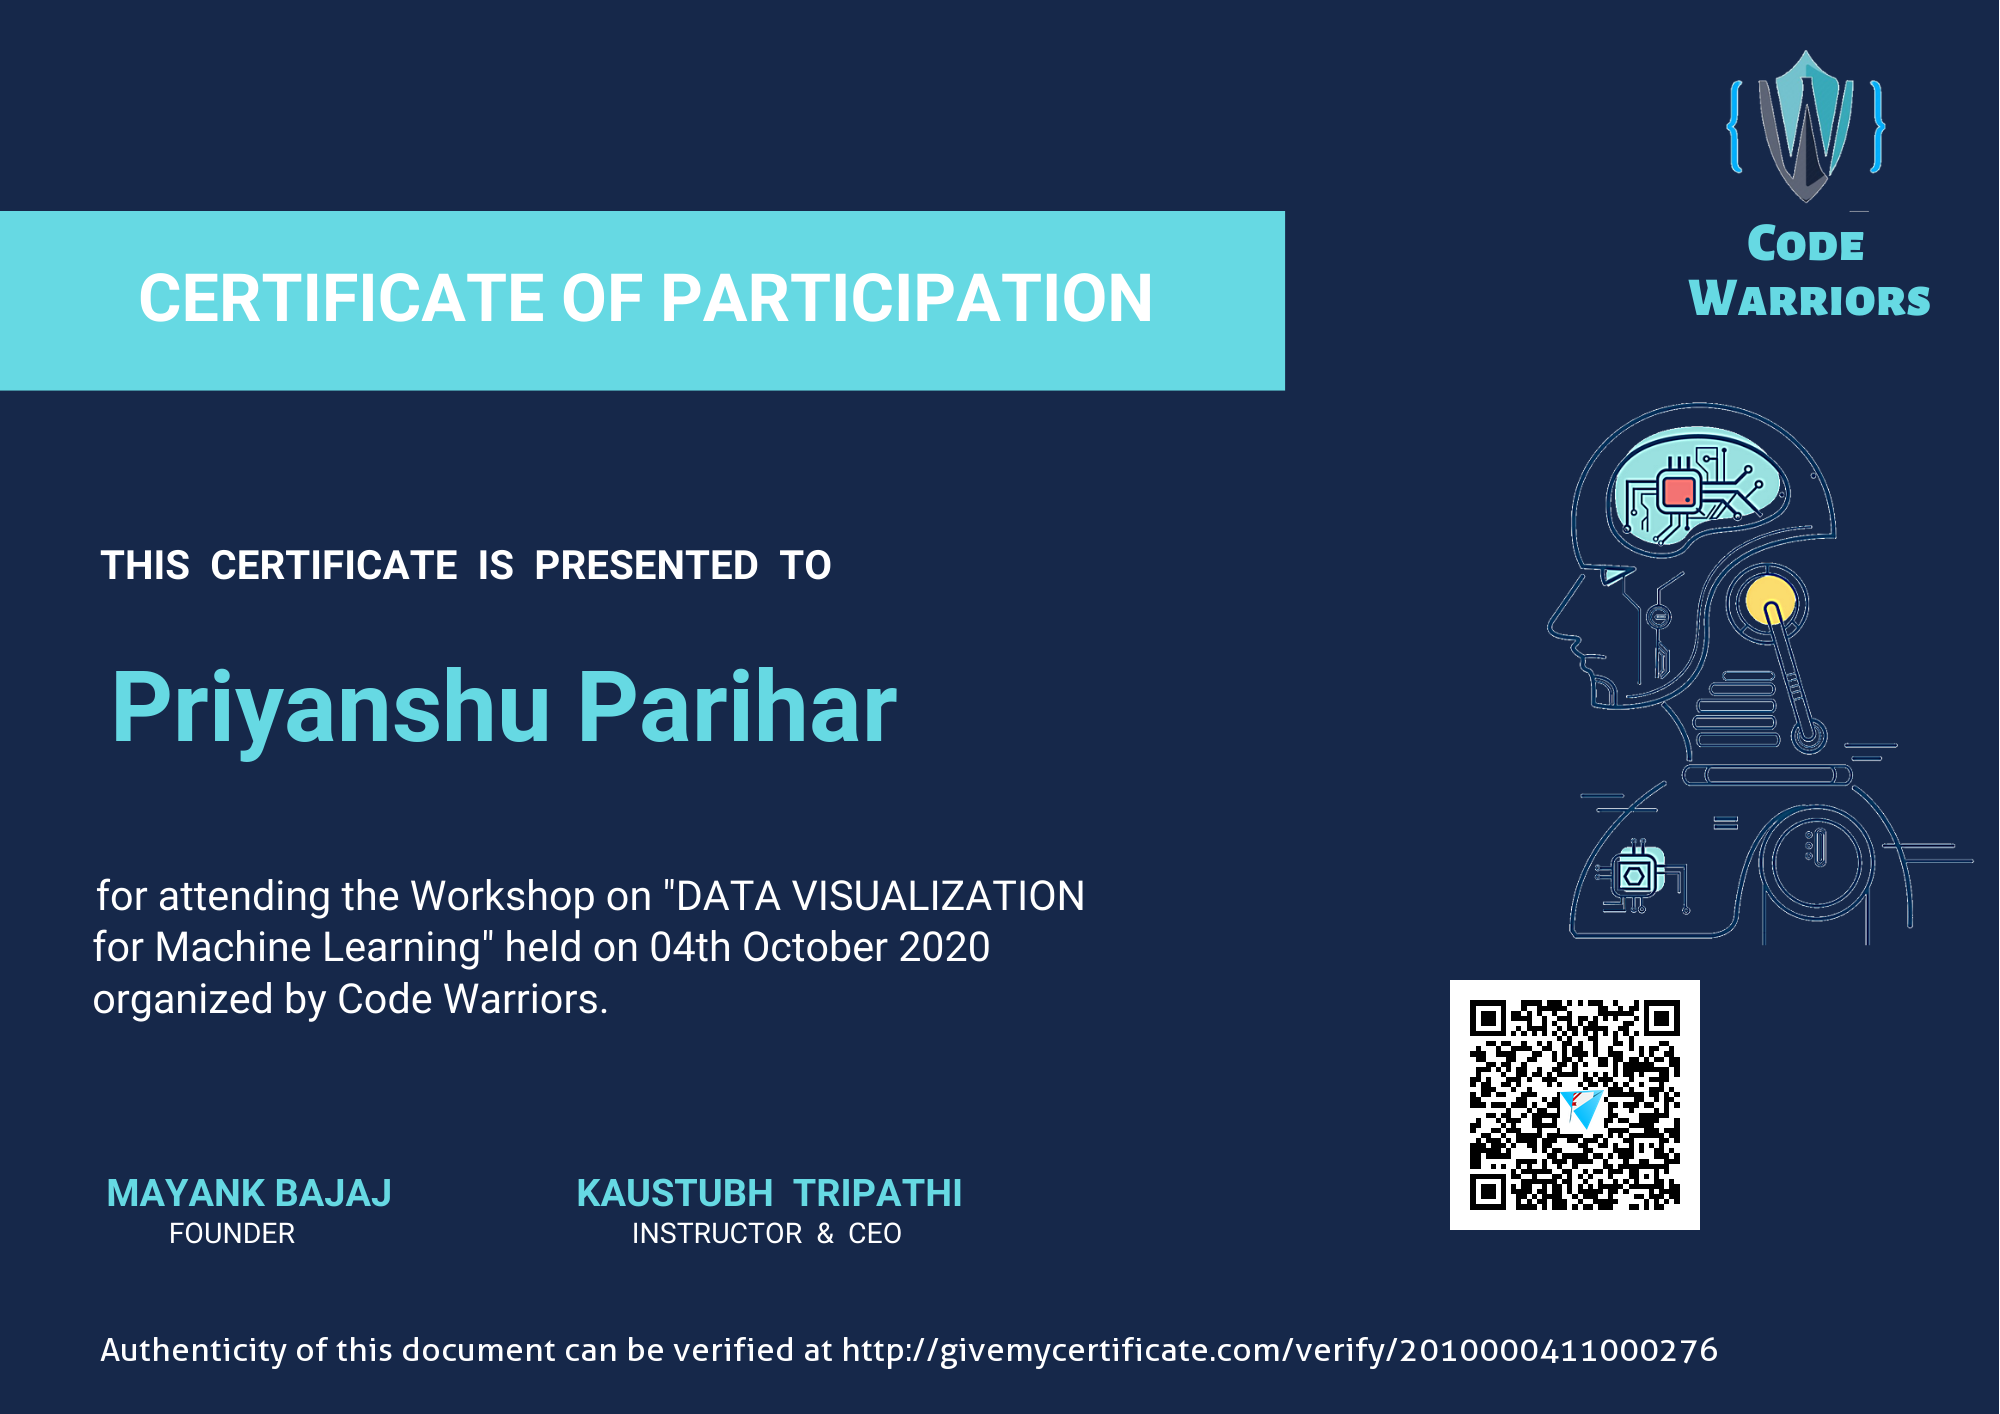 CODE
WARRIORS
CERTIFICATE OF PARTICIPATION
THIS CERTIFICATE IS PRESENTED TO
Priyanshu Parihar
for attending the Workshop on "DATA VISUALIZATION
for Machine Learning" held on 04th October 2020
organized by Code Warriors.
MAYANK BAJAJ
FOUNDER
KAUSTUBH TRIPATHI
INSTRUCTOR & CEO
Authenticity of this document can be verified at http://givemycertificate.com/verify/2010000411000276